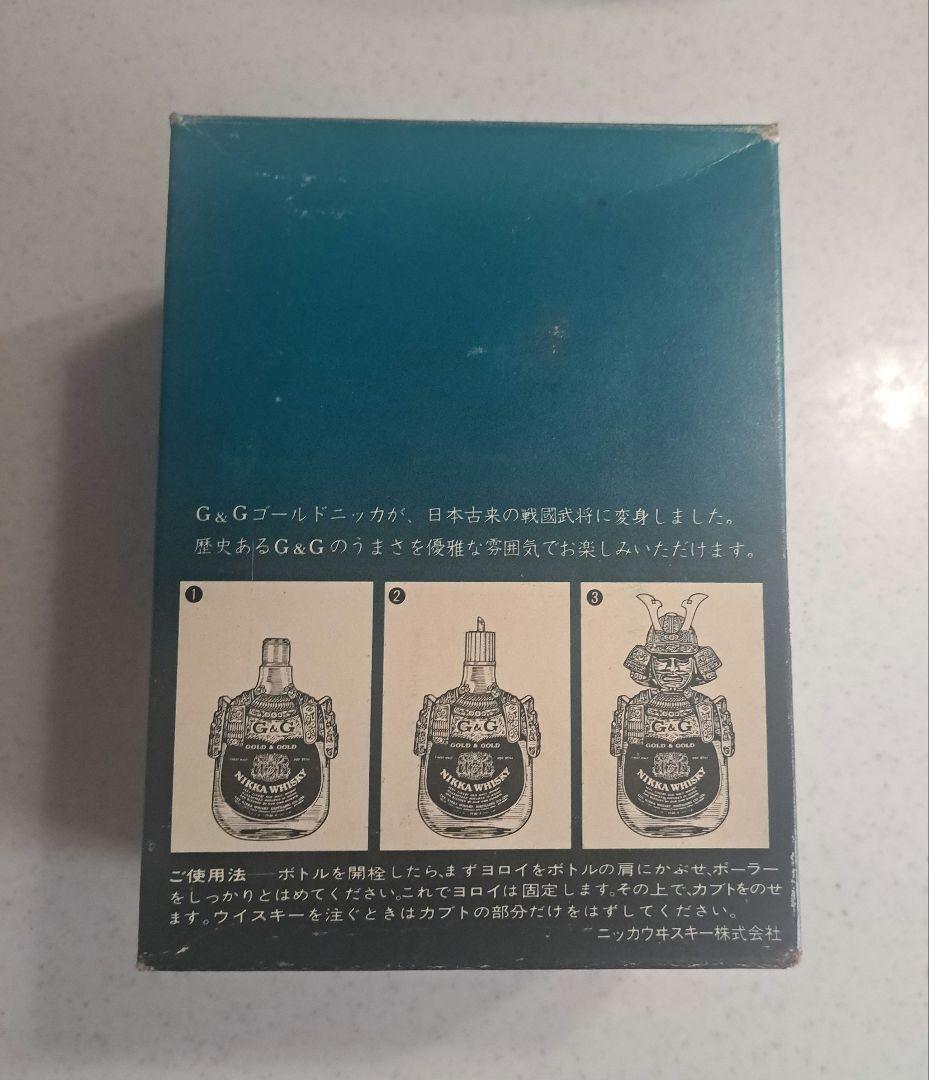 G&Gゴールドニッカが、日本古来の戦國武将に変身しました。
歴史あるG&Gのうまさを優雅な雰囲気でお楽しみいただけます。
1
2
3
G&G
GOLD & GOLD
NIKKA WHISKY
G&G
GOLD & GOLD
NIKKA WHISKY
G&G
GOLD & GOLD
NIKKA WHISKY
ご使用法――ボトルを開栓したら、まずヨロイをボトルの肩にかぶせ、ポーラー
をしっかりとはめてください。これでヨロイは固定します。その上で、カブトをのせ
ます。ウイスキーを注ぐときはカブトの部分だけをはずしてください。
ニッカウヰスキー株式会社